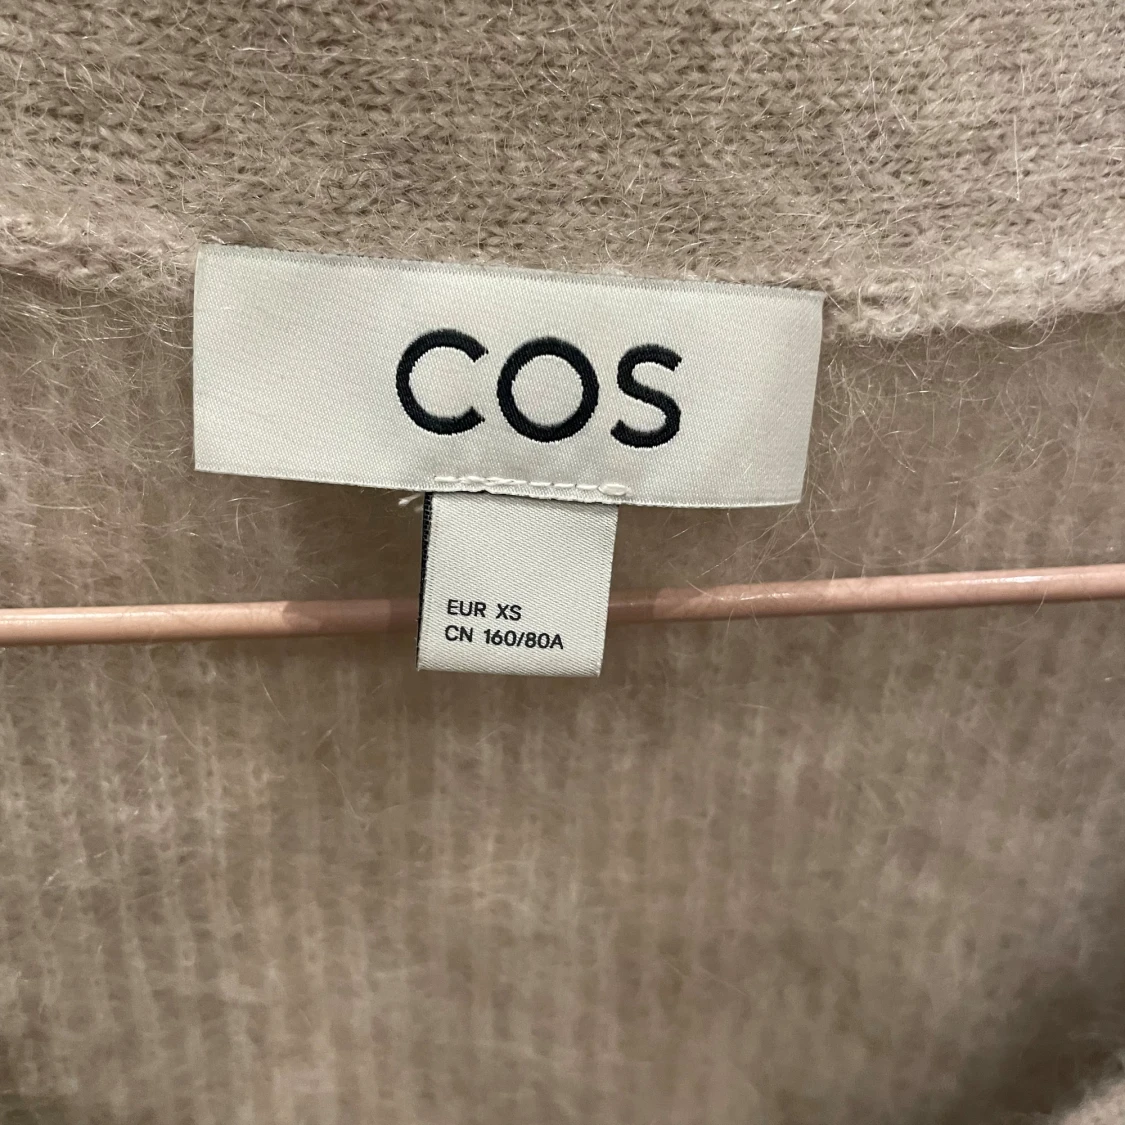 COS
EUR XS
CN 160/80A